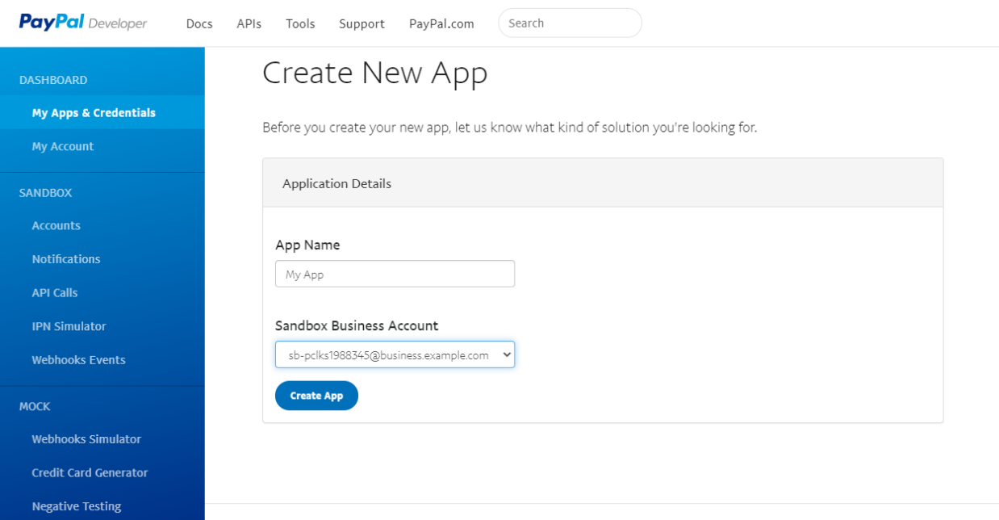 PayPal Developer
Docs APIs Tools Support PayPal.com Search
DASHBOARD
My Apps & Credentials
My Account
SANDBOX
Accounts
Notifications
API Calls
IPN Simulator
Webhooks Events
MOCK
Webhooks Simulator
Credit Card Generator
Negative Testing
Create New App
Before you create your new app, let us know what kind of solution you're looking for.
Application Details
App Name
My App
Sandbox Business Account
sb-pclks1988345@business.example.com
Create App